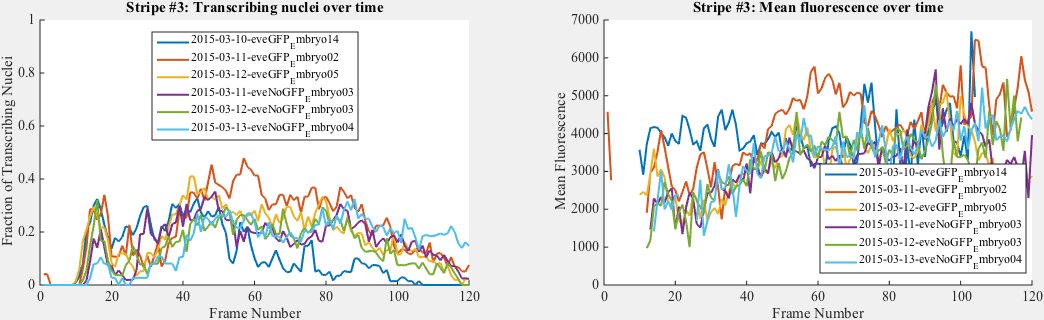 Stripe #3: Transcribing nuclei over time
Fraction of Transcribing Nuclei
1
0.8
0.6
0.4
0.2
0
2015-03-10-eveGFP_Embryo14
2015-03-11-eveGFP_Embryo02
2015-03-12-eveGFP_Embryo05
2015-03-11-eveNoGFP_Embryo03
2015-03-12-eveNoGFP_Embryo03
2015-03-13-eveNoGFP_Embryo04
0 20 40 60 80 100 120
Frame Number
Stripe #3: Mean fluorescence over time
Mean Fluorescence
7000
6000
5000
4000
3000
2000
1000
0
2015-03-10-eveGFP_Embryo14
2015-03-11-eveGFP_Embryo02
2015-03-12-eveGFP_Embryo05
2015-03-11-eveNoGFP_Embryo03
2015-03-12-eveNoGFP_Embryo03
2015-03-13-eveNoGFP_Embryo04
0 20 40 60 80 100 120
Frame Number